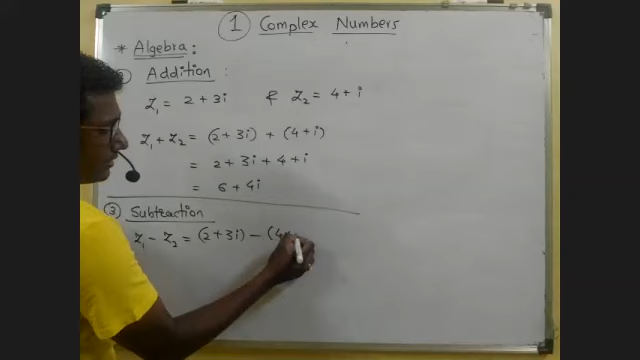 ① Complex Numbers
* Algebra :
② Addition :
Z₁ = 2 + 3i & Z₂ = 4 + i
Z₁ + Z₂ = (2 + 3i) + (4 + i)
= 2 + 3i + 4 + i
= 6 + 4i
③ Subtraction
Z₁ − Z₂ = (2 + 3i) − (4